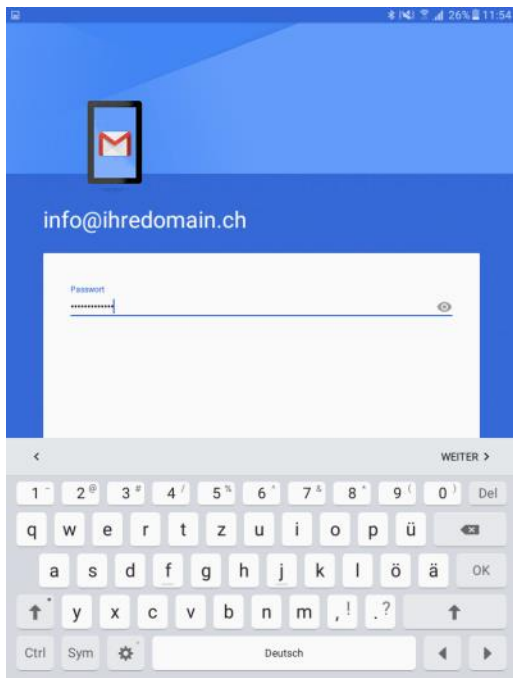 26% 11:54
info@ihredomain.ch
Passwort
•••••••••••••
WEITER >
1 - 2 @ 3 # 4 / 5 % 6 ^ 7 & 8 * 9 ( 0 ) Del
q w e r t z u i o p ü
a s d f g h j k l ö ä OK
y x c v b n m , ! . ?
Ctrl Sym Deutsch